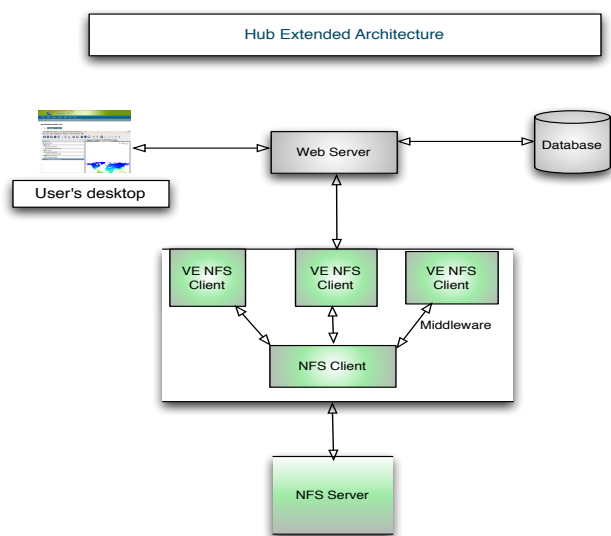 Hub Extended Architecture
Web Server
Database
User's desktop
VE NFS
Client
VE NFS
Client
VE NFS
Client
Middleware
NFS Client
NFS Server